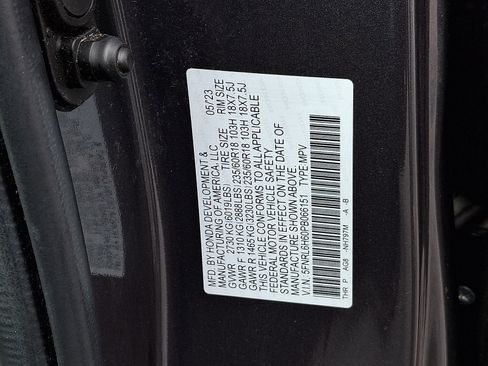 MFD. BY HONDA DEVELOPMENT & 05/23
MANUFACTURING OF AMERICA, LLC
GVWR 2730 KG(6019LBS) TIRE SIZE RIM SIZE
GAWR F 1310 KG(2888LBS) 235/60R18 103H 18X7.5J
GAWR R 1465 KG(3230LBS) 235/60R18 103H 18X7.5J
THIS VEHICLE CONFORMS TO ALL APPLICABLE
FEDERAL MOTOR VEHICLE SAFETY
STANDARDS IN EFFECT ON THE DATE OF
MANUFACTURE SHOWN ABOVE.
V.I.N. 5FNRL6H60PB066151 TYPE:MPV
THR P AG8 -NH797M -A -B